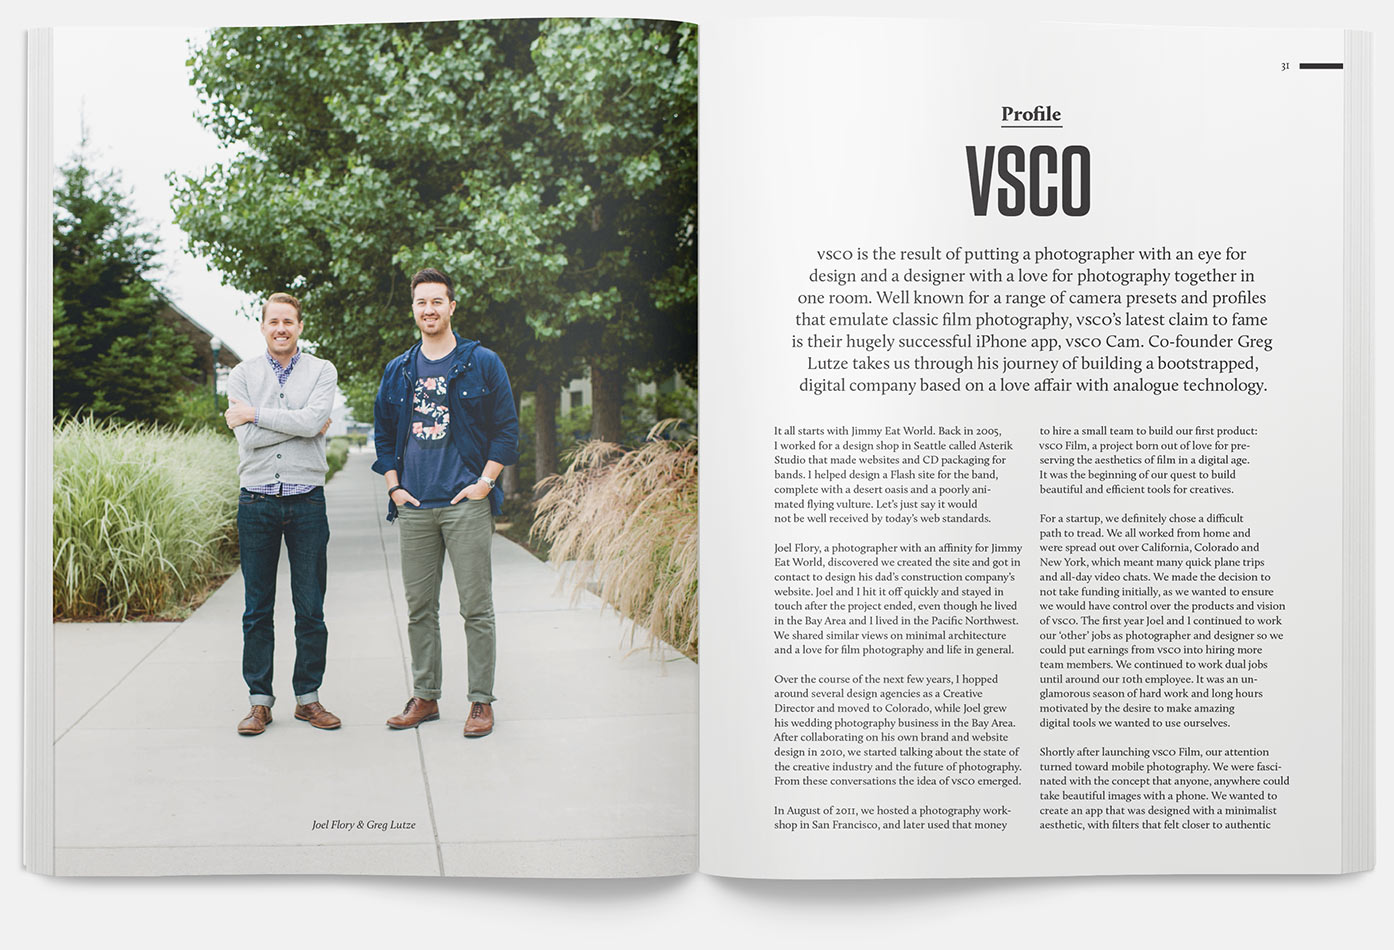 31
Profile
VSCO
VSCO is the result of putting a photographer with an eye for
design and a designer with a love for photography together in
one room. Well known for a range of camera presets and profiles
that emulate classic film photography, VSCO's latest claim to fame
is their hugely successful iPhone app, VSCO Cam. Co-founder Greg
Lutze takes us through his journey of building a bootstrapped,
digital company based on a love affair with analogue technology.
It all starts with Jimmy Eat World. Back in 2005,
I worked for a design shop in Seattle called Asterik
Studio that made websites and CD packaging for
bands. I helped design a Flash site for the band,
complete with a desert oasis and a poorly ani-
mated flying vulture. Let's just say it would
not be well received by today's web standards.
Joel Flory, a photographer with an affinity for Jimmy
Eat World, discovered we created the site and got in
contact to design his dad's construction company's
website. Joel and I hit it off quickly and stayed in
touch after the project ended, even though he lived
in the Bay Area and I lived in the Pacific Northwest.
We shared similar views on minimal architecture
and a love for film photography and life in general.
Over the course of the next few years, I hopped
around several design agencies as a Creative
Director and moved to Colorado, while Joel grew
his wedding photography business in the Bay Area.
After collaborating on his own brand and website
design in 2010, we started talking about the state of
the creative industry and the future of photography.
From these conversations the idea of VSCO emerged.
In August of 2011, we hosted a photography work-
shop in San Francisco, and later used that money
to hire a small team to build our first product:
VSCO Film, a project born out of love for pre-
serving the aesthetics of film in a digital age.
It was the beginning of our quest to build
beautiful and efficient tools for creatives.
For a startup, we definitely chose a difficult
path to tread. We all worked from home and
were spread out over California, Colorado and
New York, which meant many quick plane trips
and all-day video chats. We made the decision to
not take funding initially, as we wanted to ensure
we would have control over the products and vision
of VSCO. The first year Joel and I continued to work
our 'other' jobs as photographer and designer so we
could put earnings from VSCO into hiring more
team members. We continued to work dual jobs
until around our 10th employee. It was an un-
glamorous season of hard work and long hours
motivated by the desire to make amazing
digital tools we wanted to use ourselves.
Shortly after launching VSCO Film, our attention
turned toward mobile photography. We were fasci-
nated with the concept that anyone, anywhere could
take beautiful images with a phone. We wanted to
create an app that was designed with a minimalist
aesthetic, with filters that felt closer to authentic
Joel Flory & Greg Lutze